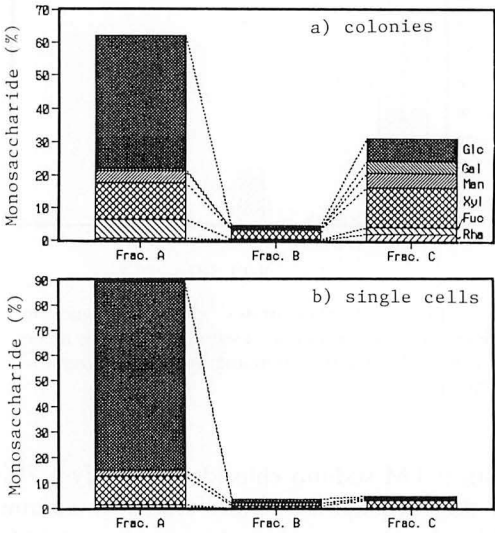 a) colonies
Monosaccharide (%)
70
60
50
40
30
20
10
0
Glc
Gal
Man
Xyl
Fuc
Rha
Frac. A Frac. B Frac. C
b) single cells
Monosaccharide (%)
90
80
70
60
50
40
30
20
10
0
Frac. A Frac. B Frac. C